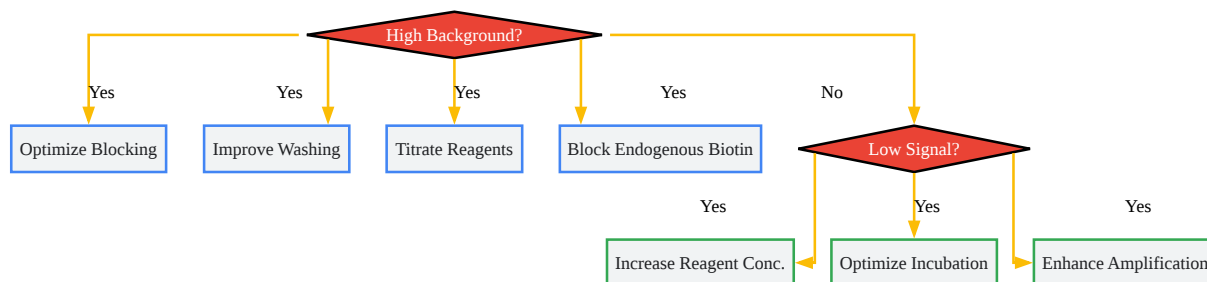 High Background?
Yes
Yes
Yes
Yes
No
Optimize Blocking
Improve Washing
Titrate Reagents
Block Endogenous Biotin
Low Signal?
Yes
Yes
Yes
Increase Reagent Conc.
Optimize Incubation
Enhance Amplification